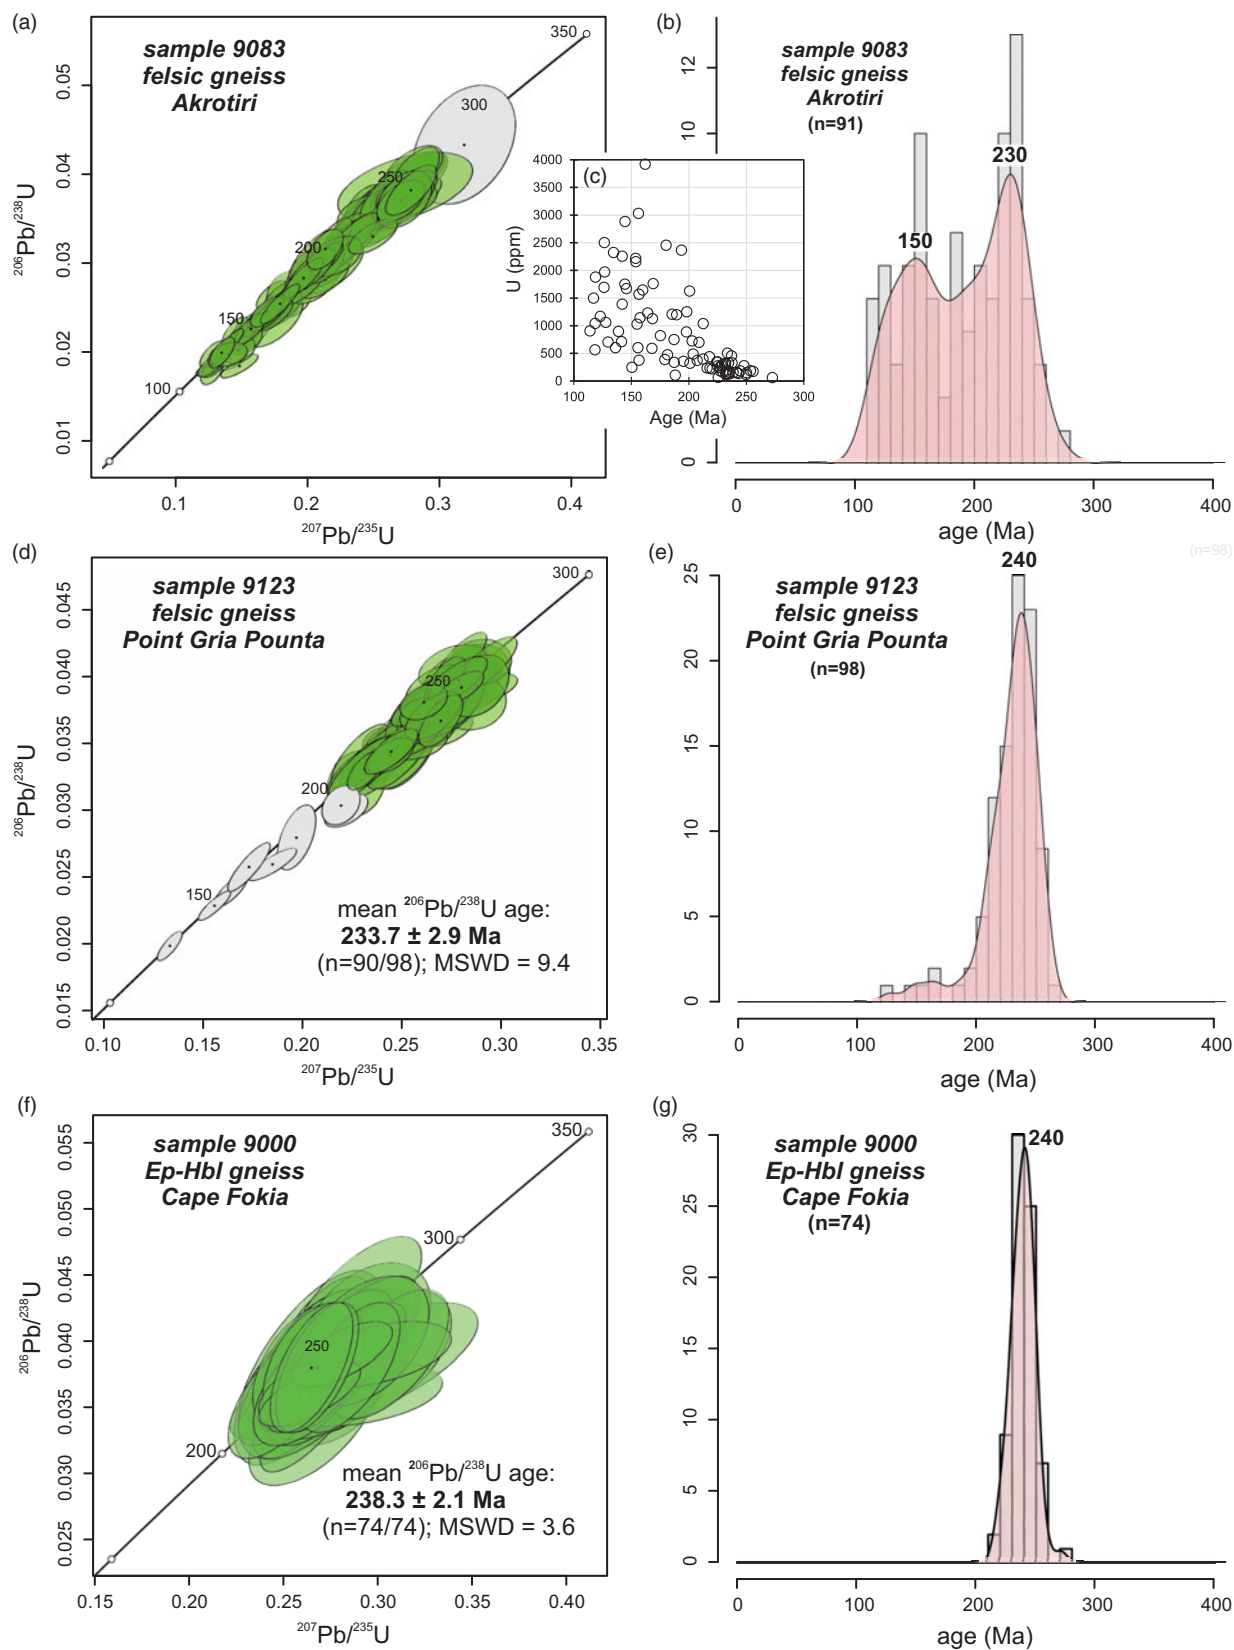 (a)
sample 9083
felsic gneiss
Akrotiri
350
300
250
200
150
100
0.05
0.04
0.03
0.02
0.01
206Pb/238U
0.1
0.2
0.3
0.4
207Pb/235U
(b)
sample 9083
felsic gneiss
Akrotiri
(n=91)
12
10
0
150
230
0
100
200
300
400
age (Ma)
(c)
4000
3500
3000
2500
2000
1500
1000
500
0
U (ppm)
100
150
200
250
300
Age (Ma)
(d)
sample 9123
felsic gneiss
Point Gria Pounta
300
250
200
150
0.045
0.040
0.035
0.030
0.025
0.020
0.015
206Pb/238U
mean 206Pb/238U age:
233.7 ± 2.9 Ma
(n=90/98); MSWD = 9.4
0.10
0.15
0.20
0.25
0.30
0.35
207Pb/235U
(e)
(n=98)
240
sample 9123
felsic gneiss
Point Gria Pounta
(n=98)
25
20
15
10
5
0
0
100
200
300
400
age (Ma)
(f)
sample 9000
Ep-Hbl gneiss
Cape Fokia
350
300
250
200
0.055
0.050
0.045
0.040
0.035
0.030
0.025
206Pb/238U
mean 206Pb/238U age:
238.3 ± 2.1 Ma
(n=74/74); MSWD = 3.6
0.15
0.20
0.25
0.30
0.35
0.40
207Pb/235U
(g)
sample 9000
Ep-Hbl gneiss
Cape Fokia
(n=74)
240
30
25
20
15
10
5
0
0
100
200
300
400
age (Ma)